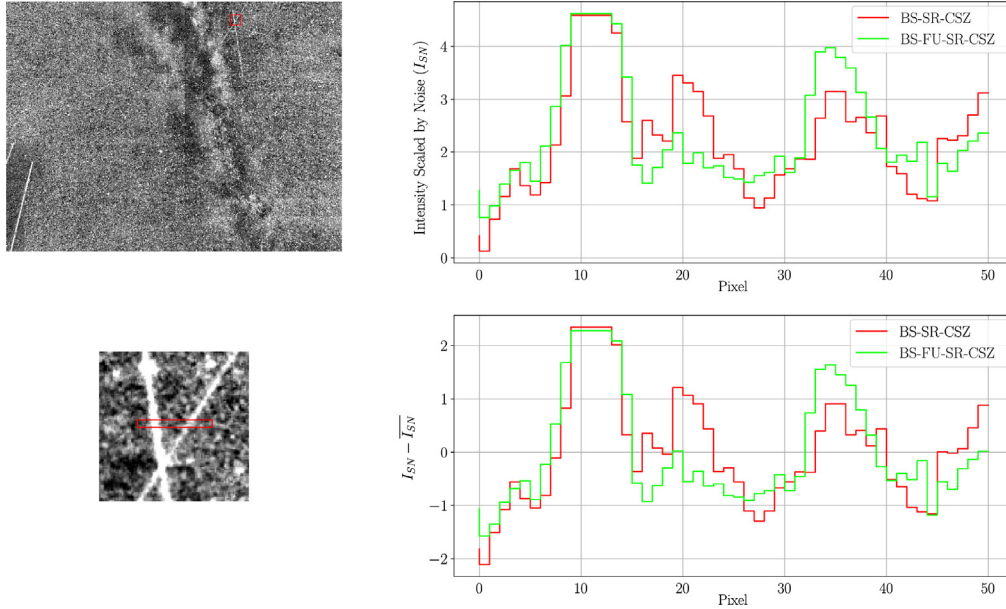 Intensity Scaled by Noise (I_SN)
4
3
2
1
0
BS-SR-CSZ
BS-FU-SR-CSZ
0 10 20 30 40 50
Pixel
I_SN − \overline{I_SN}
2
1
0
−1
−2
BS-SR-CSZ
BS-FU-SR-CSZ
0 10 20 30 40 50
Pixel